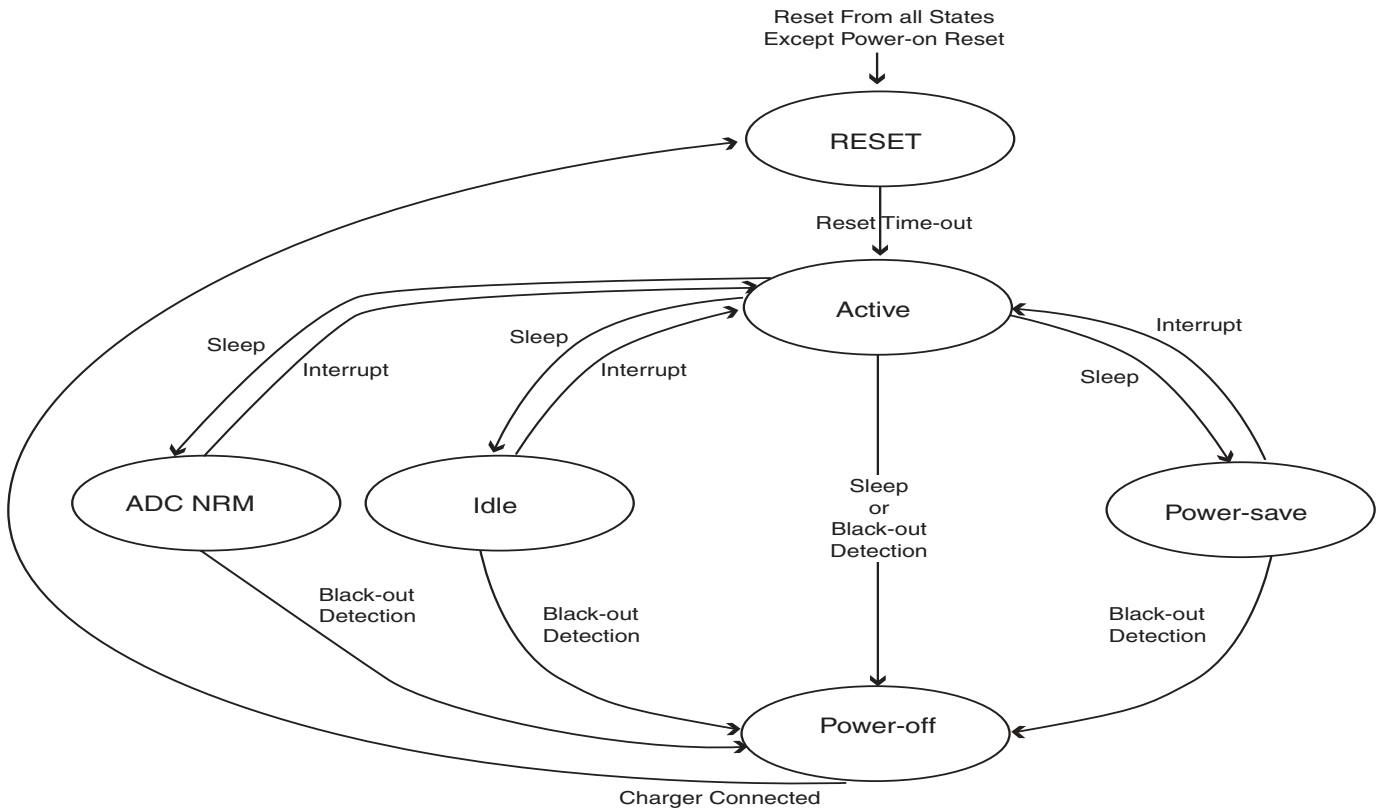 Reset From all States
Except Power-on Reset
RESET
Reset Time-out
Active
Sleep
Interrupt
Sleep
Interrupt
Interrupt
Sleep
ADC NRM
Idle
Sleep
or
Black-out
Detection
Power-save
Black-out
Detection
Black-out
Detection
Black-out
Detection
Power-off
Charger Connected